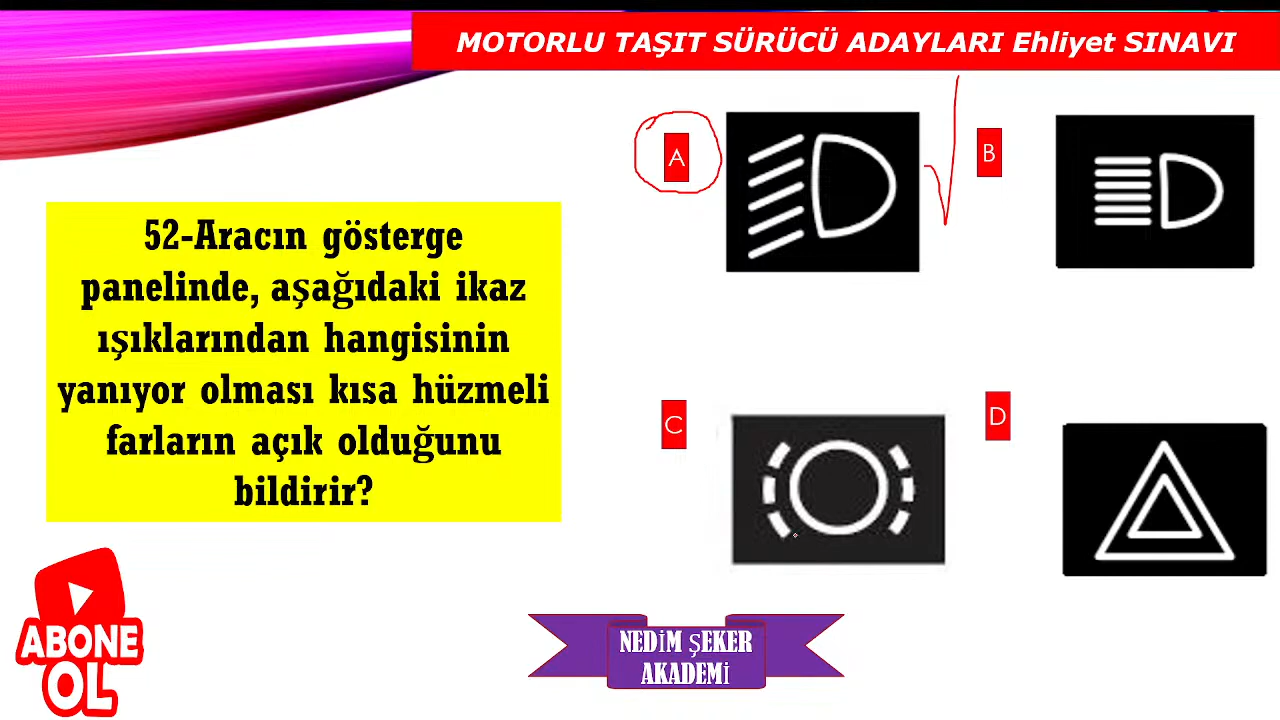 MOTORLU TAŞIT SÜRÜCÜ ADAYLARI Ehliyet SINAVI
A
B
52-Aracın gösterge
panelinde, aşağıdaki ikaz
ışıklarından hangisinin
yanıyor olması kısa hüzmeli
farların açık olduğunu
bildirir?
C
D
ABONE
OL
NEDİM ŞEKER
AKADEMİ